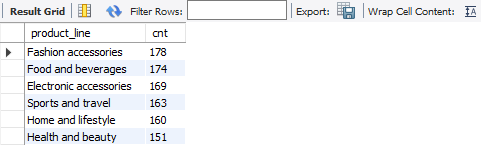 Result Grid Filter Rows: Export: Wrap Cell Content:
product_line cnt
Fashion accessories 178
Food and beverages 174
Electronic accessories 169
Sports and travel 163
Home and lifestyle 160
Health and beauty 151